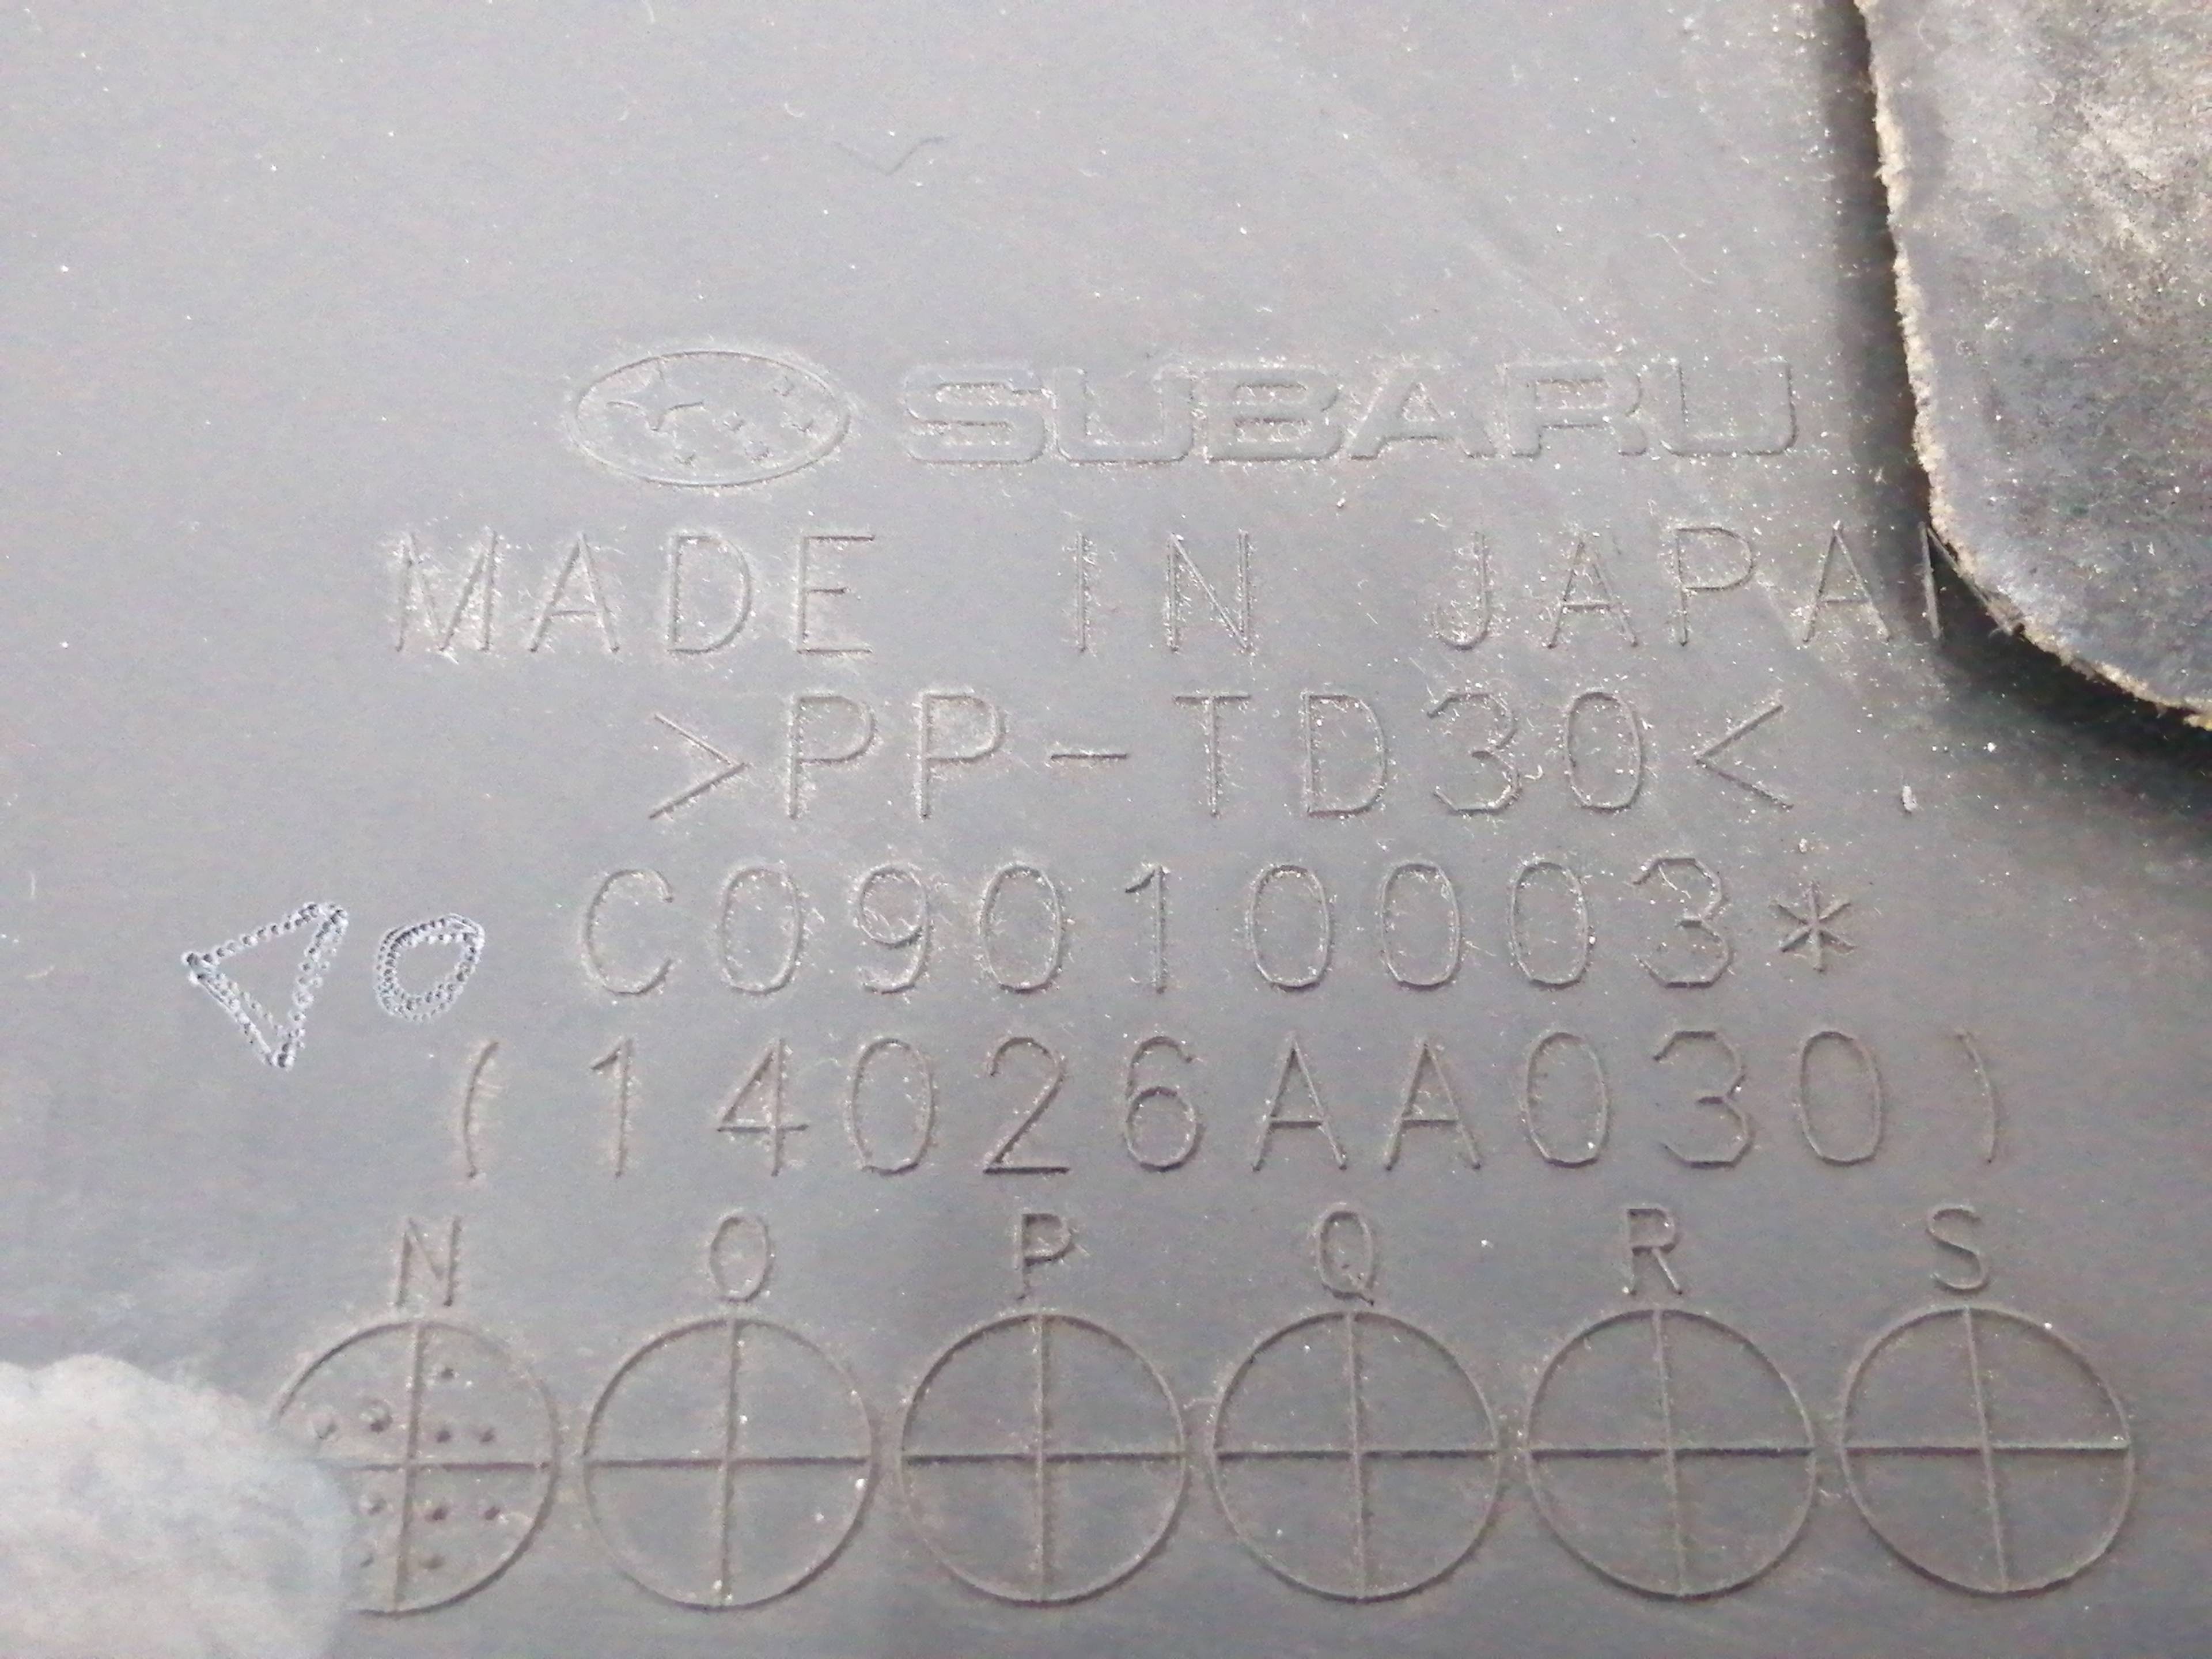 SUBARU
MADE IN JAPAN
>PP-TD30<
C09010003*
(14026AA030)
N O P Q R S